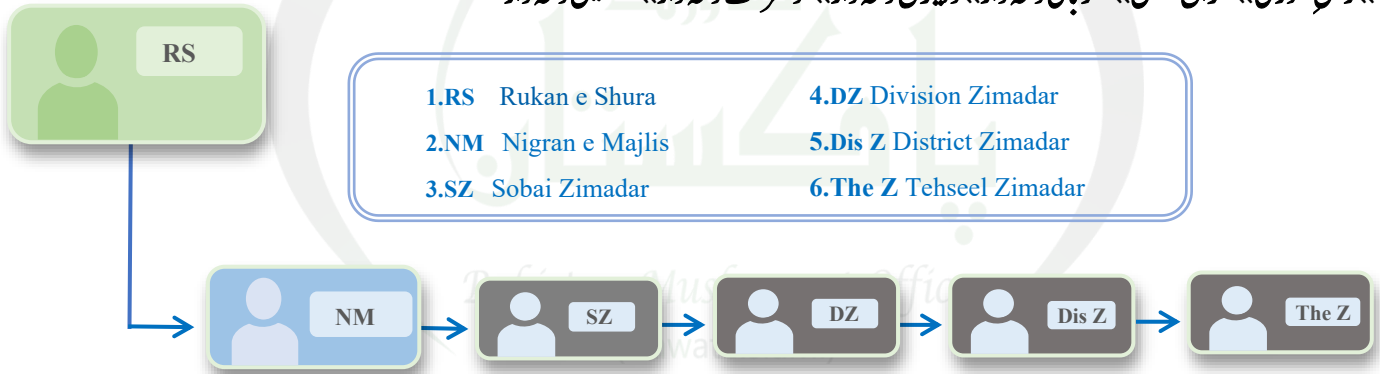 RS
1.RS Rukan e Shura
2.NM Nigran e Majlis
3.SZ Sobai Zimadar
4.DZ Division Zimadar
5.Dis Z District Zimadar
6.The Z Tehseel Zimadar
پاکستان
NM
SZ
DZ
Dis Z
The Z